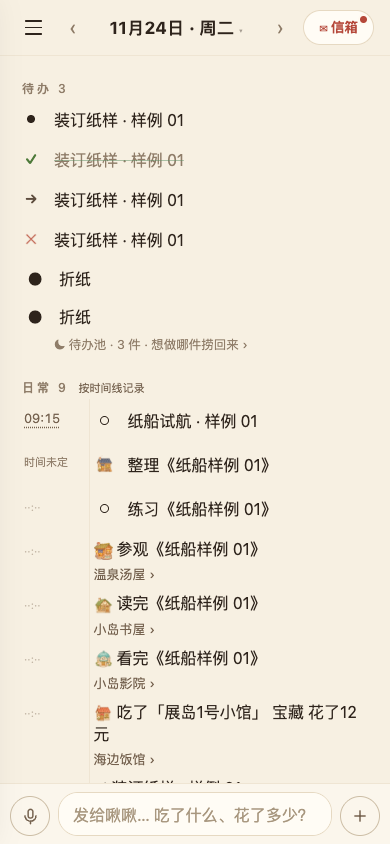 11月24日 · 周二
信箱
待办 3
装订纸样 · 样例 01
装订纸样 · 样例 01
装订纸样 · 样例 01
装订纸样 · 样例 01
折纸
折纸
待办池 · 3 件 · 想做哪件捞回来 ›
日常 9 按时间线记录
09:15 纸船试航 · 样例 01
时间未定 整理《纸船样例 01》
--:-- 练习《纸船样例 01》
--:-- 参观《纸船样例 01》
温泉汤屋 ›
--:-- 读完《纸船样例 01》
小岛书屋 ›
--:-- 看完《纸船样例 01》
小岛影院 ›
--:-- 吃了「展岛1号小馆」 宝藏 花了12
元
海边饭馆 ›
发给啾啾... 吃了什么、花了多少?